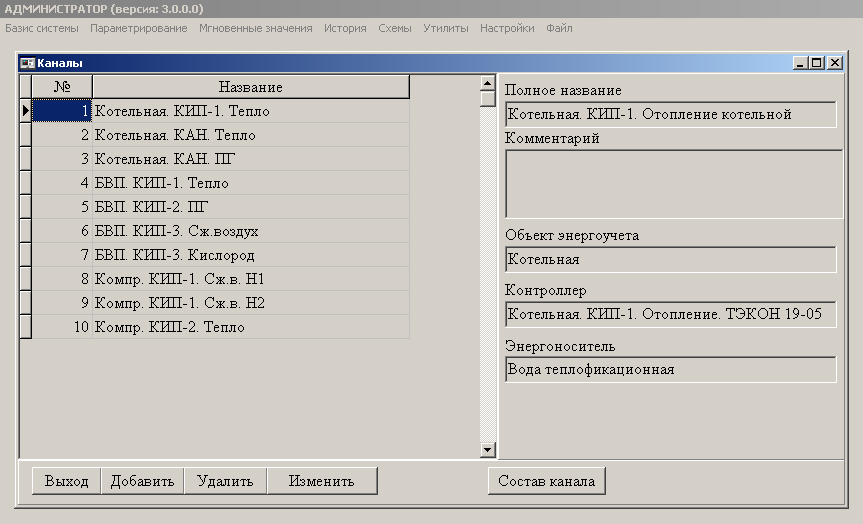 АДМИНИСТРАТОР (версия: 3.0.0.0)
Базис системы Параметрирование Мгновенные значения История Схемы Утилиты Настройки Файл
Каналы
№ Название
1 Котельная. КИП-1. Тепло
2 Котельная. КАН. Тепло
3 Котельная. КАН. ПГ
4 БВП. КИП-1. Тепло
5 БВП. КИП-2. ПГ
6 БВП. КИП-3. Сж.воздух
7 БВП. КИП-3. Кислород
8 Компр. КИП-1. Сж.в. Н1
9 Компр. КИП-1. Сж.в. Н2
10 Компр. КИП-2. Тепло
Полное название
Котельная. КИП-1. Отопление котельной
Комментарий
Объект энергоучета
Котельная
Контроллер
Котельная. КИП-1. Отопление. ТЭКОН 19-05
Энергоноситель
Вода теплофикационная
Выход Добавить Удалить Изменить Состав канала